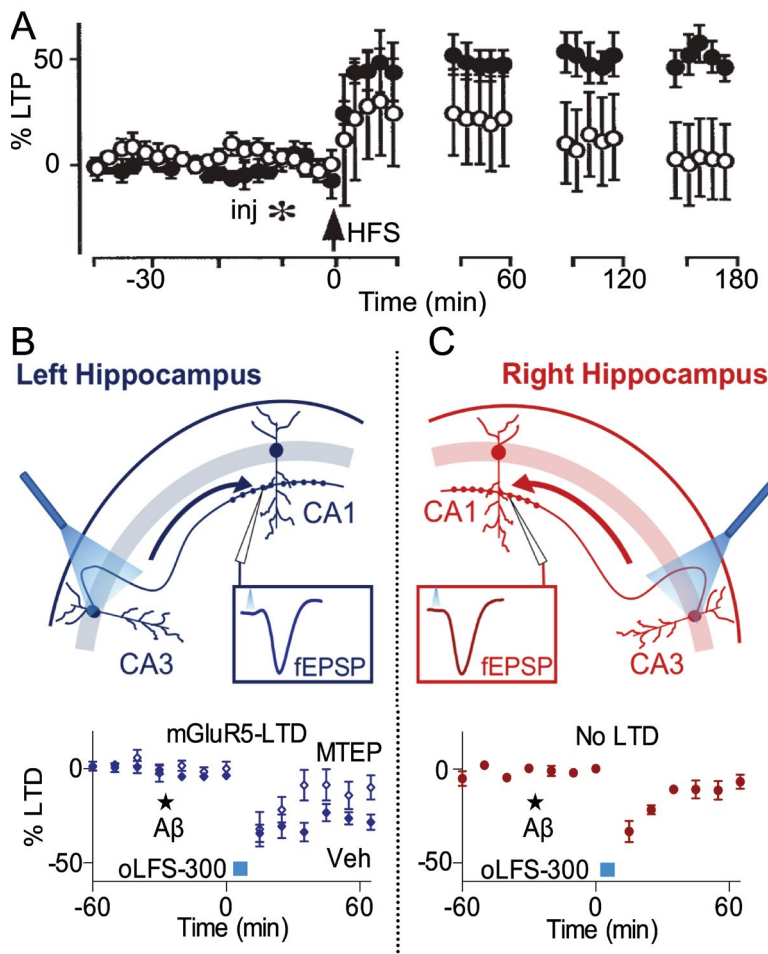 A
% LTP
50
0
inj *
HFS
-30
0
60
120
180
Time (min)
B
C
Left Hippocampus
Right Hippocampus
CA1
CA3
fEPSP
CA1
CA3
fEPSP
mGluR5-LTD
MTEP
% LTD
0
-50
Aβ
Veh
oLFS-300
-60
0
60
Time (min)
No LTD
0
-50
Aβ
oLFS-300
-60
0
60
Time (min)